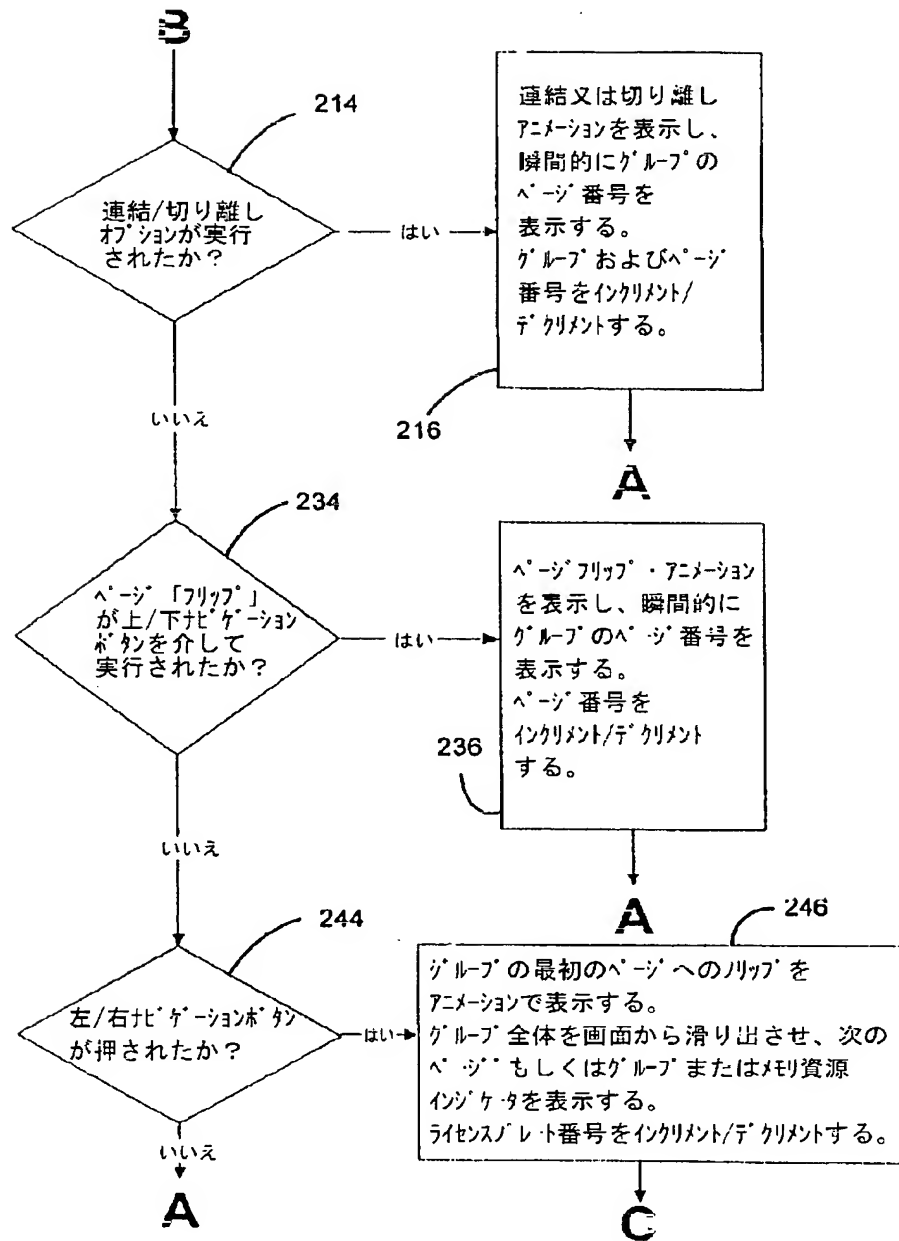 B
214
連結/切り離し
ｵﾌﾟｼｮﾝが実行
されたか？
はい
連結又は切り離し
ｱﾆﾒｰｼｮﾝを表示し、
瞬間的にｸﾞﾙｰﾌﾟの
ﾍﾟｰｼﾞ番号を
表示する。
ｸﾞﾙｰﾌﾟおよびﾍﾟｰｼﾞ
番号をｲﾝｸﾘﾒﾝﾄ/
ﾃﾞｸﾘﾒﾝﾄする。
216
A
いいえ
234
ﾍﾟｰｼﾞ「ﾌﾘｯﾌﾟ」
が上/下ﾅﾋﾞｹﾞｰｼｮﾝ
ﾎﾞﾀﾝを介して
実行されたか？
はい
ﾍﾟｰｼﾞﾌﾘｯﾌﾟ・ｱﾆﾒｰｼｮﾝ
を表示し、瞬間的に
ｸﾞﾙｰﾌﾟのﾍﾟｰｼﾞ番号を
表示する。
ﾍﾟｰｼﾞ番号を
ｲﾝｸﾘﾒﾝﾄ/ﾃﾞｸﾘﾒﾝﾄ
する。
236
A
いいえ
244
左/右ﾅﾋﾞｹﾞｰｼｮﾝﾎﾞﾀﾝ
が押されたか？
はい
246
ｸﾞﾙｰﾌﾟの最初のﾍﾟｰｼﾞへのﾌﾘｯﾌﾟを
ｱﾆﾒｰｼｮﾝで表示する。
ｸﾞﾙｰﾌﾟ全体を画面から滑り出させ、次の
ﾍﾟｰｼﾞもしくはｸﾞﾙｰﾌﾟまたはﾒﾓﾘ資源
ｲﾝｼﾞｹｰﾀを表示する。
ﾗｲｾﾝｽﾌﾟﾚｰﾄ番号をｲﾝｸﾘﾒﾝﾄ/ﾃﾞｸﾘﾒﾝﾄする。
いいえ
A
C